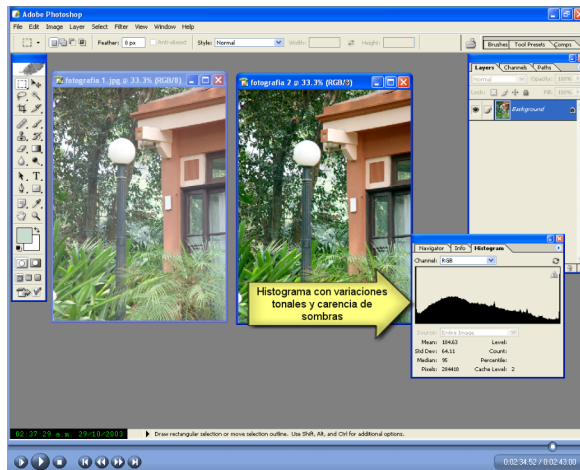 Adobe Photoshop
File Edit Image Layer Select Filter View Window Help
Feather: 0 px Anti-aliased Style: Normal Width: Height:
Brushes Tool Presets Comps
fotografia 1.jpg @ 33.3% (RGB/8)
fotografia 2 @ 33.3% (RGB/8)
Layers Channels Paths
Normal Opacity: 100%
Lock: Fill: 100%
Background
Navigator Info Histogram
Channel: RGB
Histograma con variaciones
tonales y carencia de
sombras
Source: Entire Image
Mean: 104.63 Level:
Std Dev: 64.11 Count:
Median: 95 Percentile:
Pixels: 284410 Cache Level: 2
02:37:29 a.m. 29/10/2003
Draw rectangular selection or move selection outline. Use Shift, Alt, and Ctrl for additional options.
0:02:34:52 / 0:02:43:00